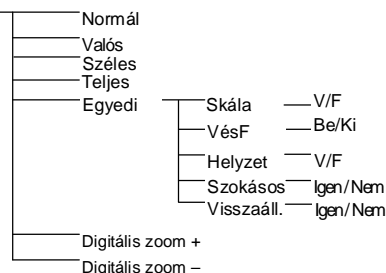 Normál
Valós
Széles
Teljes
Egyedi Skála V/F
VésF Be/Ki
Helyzet V/F
Szokásos Igen/Nem
Visszaáll. Igen/Nem
Digitális zoom +
Digitális zoom –